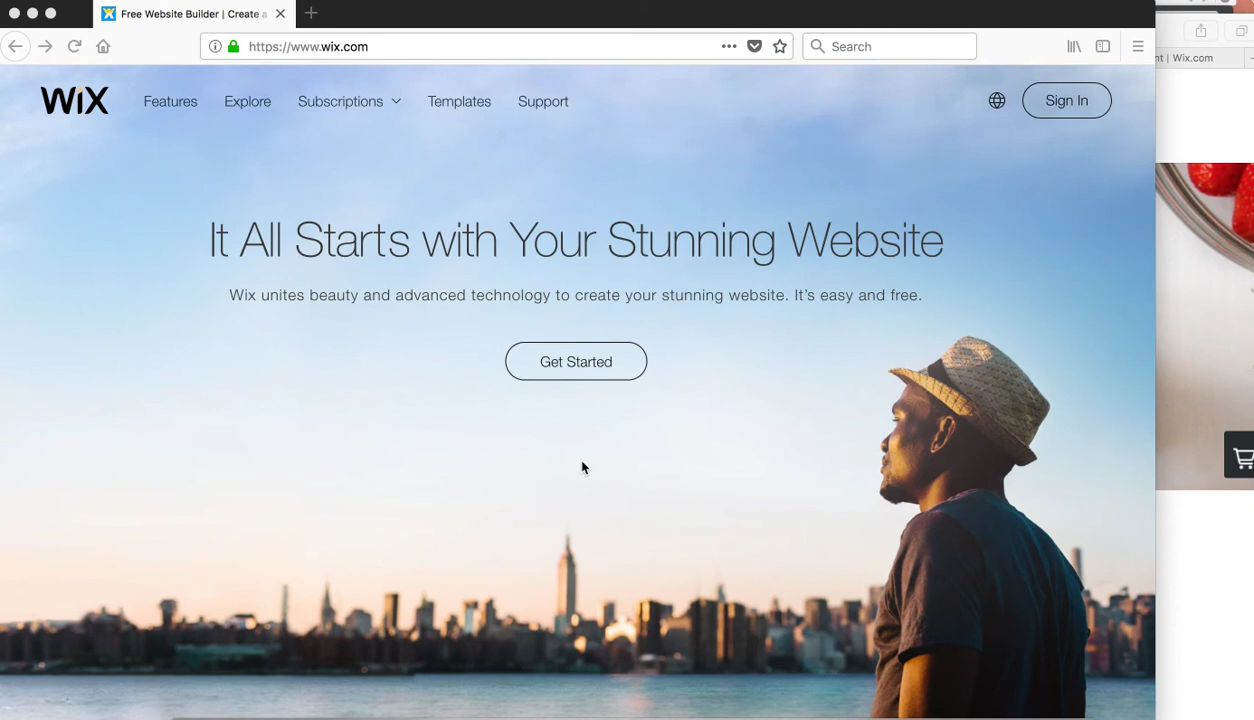 Free Website Builder | Create a
https://www.wix.com
Search
nt | Wix.com
WiX
Features
Explore
Subscriptions
Templates
Support
Sign In
It All Starts with Your Stunning Website
Wix unites beauty and advanced technology to create your stunning website. It's easy and free.
Get Started